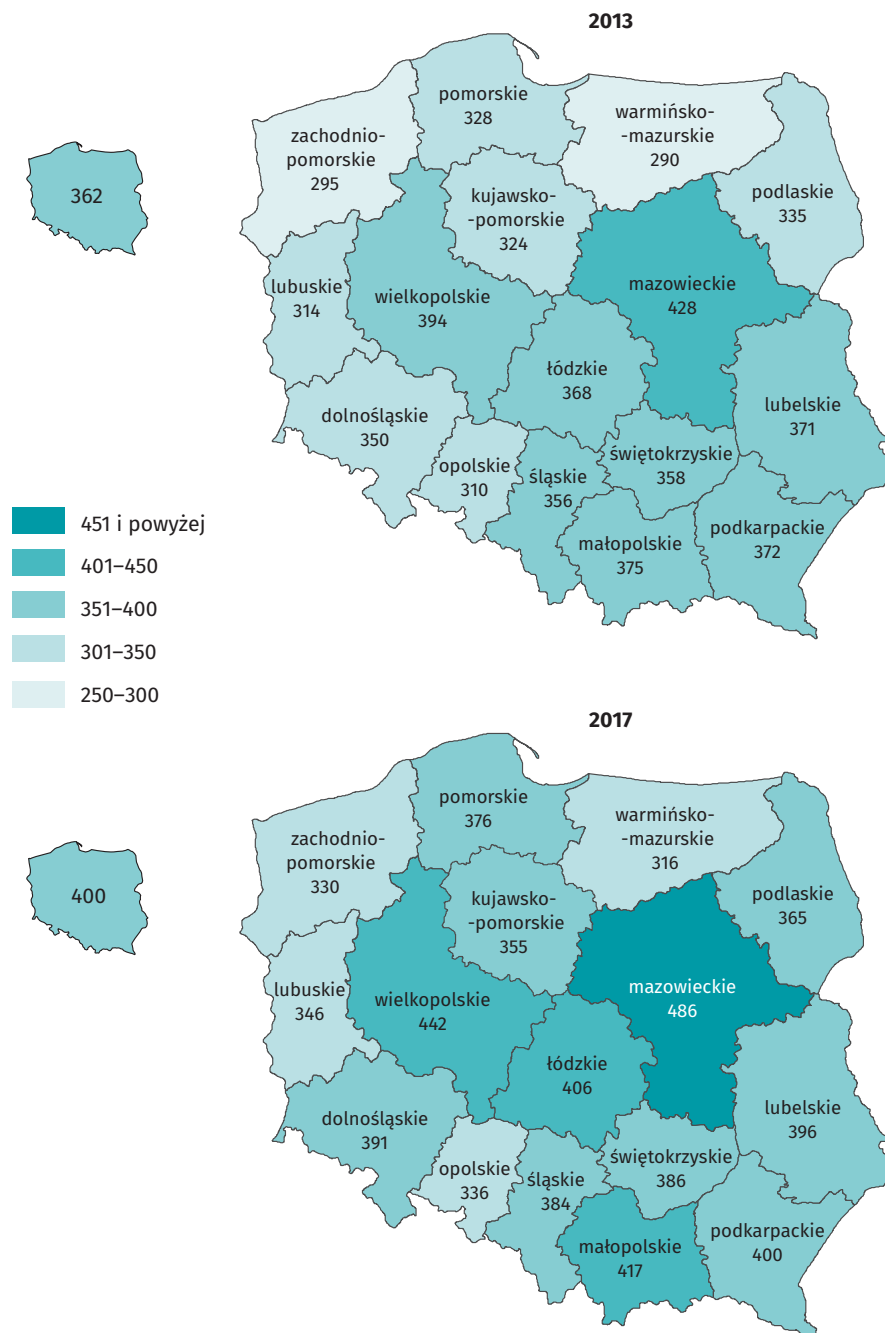 2013
pomorskie
328
warmińsko-
-mazurskie
290
zachodnio-
pomorskie
295
362
kujawsko-
-pomorskie
324
podlaskie
335
lubuskie
314
wielkopolskie
394
mazowieckie
428
łódzkie
368
lubelskie
371
dolnośląskie
350
opolskie
310
śląskie
356
świętokrzyskie
358
małopolskie
375
podkarpackie
372
451 i powyżej
401–450
351–400
301–350
250–300
2017
pomorskie
376
warmińsko-
-mazurskie
316
zachodnio-
pomorskie
330
400
kujawsko-
-pomorskie
355
podlaskie
365
lubuskie
346
wielkopolskie
442
mazowieckie
486
łódzkie
406
lubelskie
396
dolnośląskie
391
opolskie
336
śląskie
384
świętokrzyskie
386
małopolskie
417
podkarpackie
400